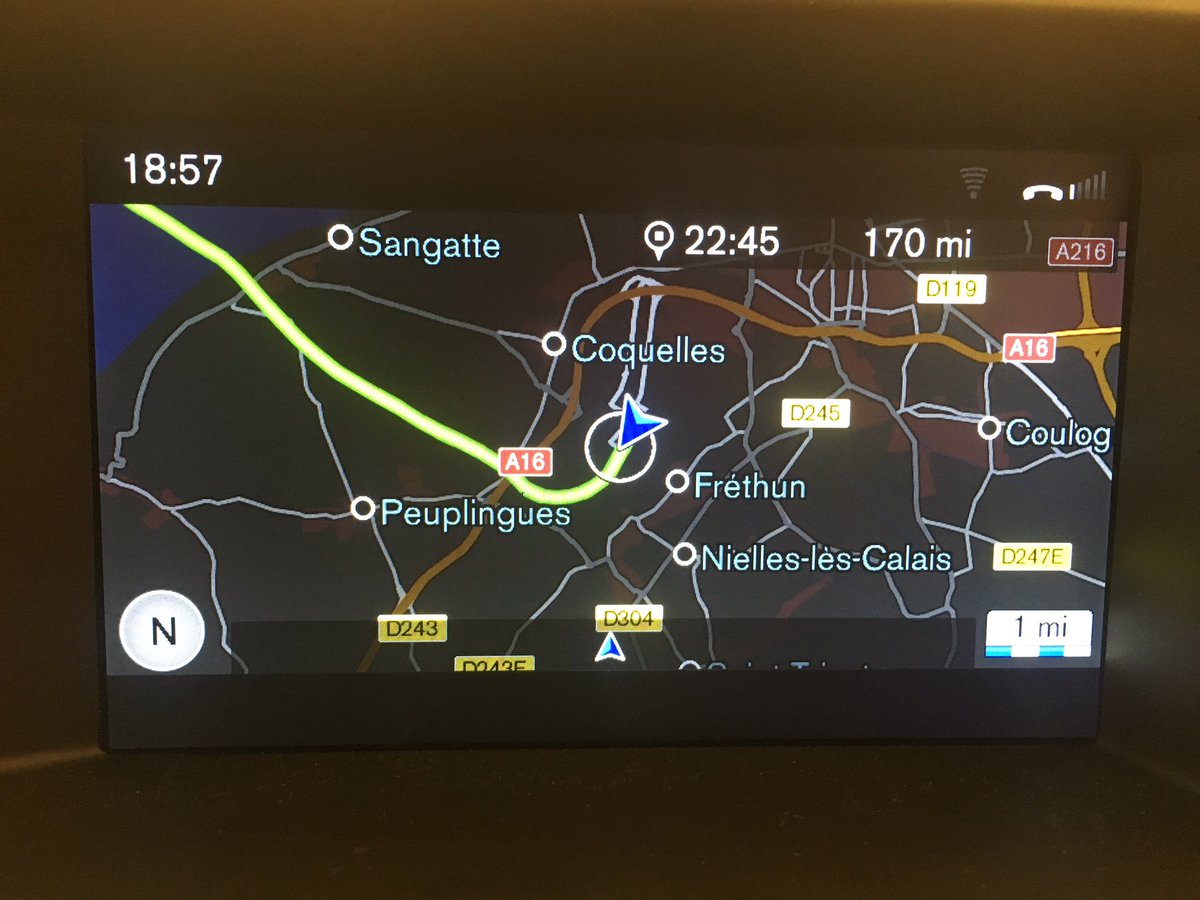 18:57
Sangatte
22:45
170 mi
A216
D119
Coquelles
A16
D245
Coulog
A16
Fréthun
Peuplingues
Nielles-lès-Calais
D247E
N
D243
D304
1 mi
D243E